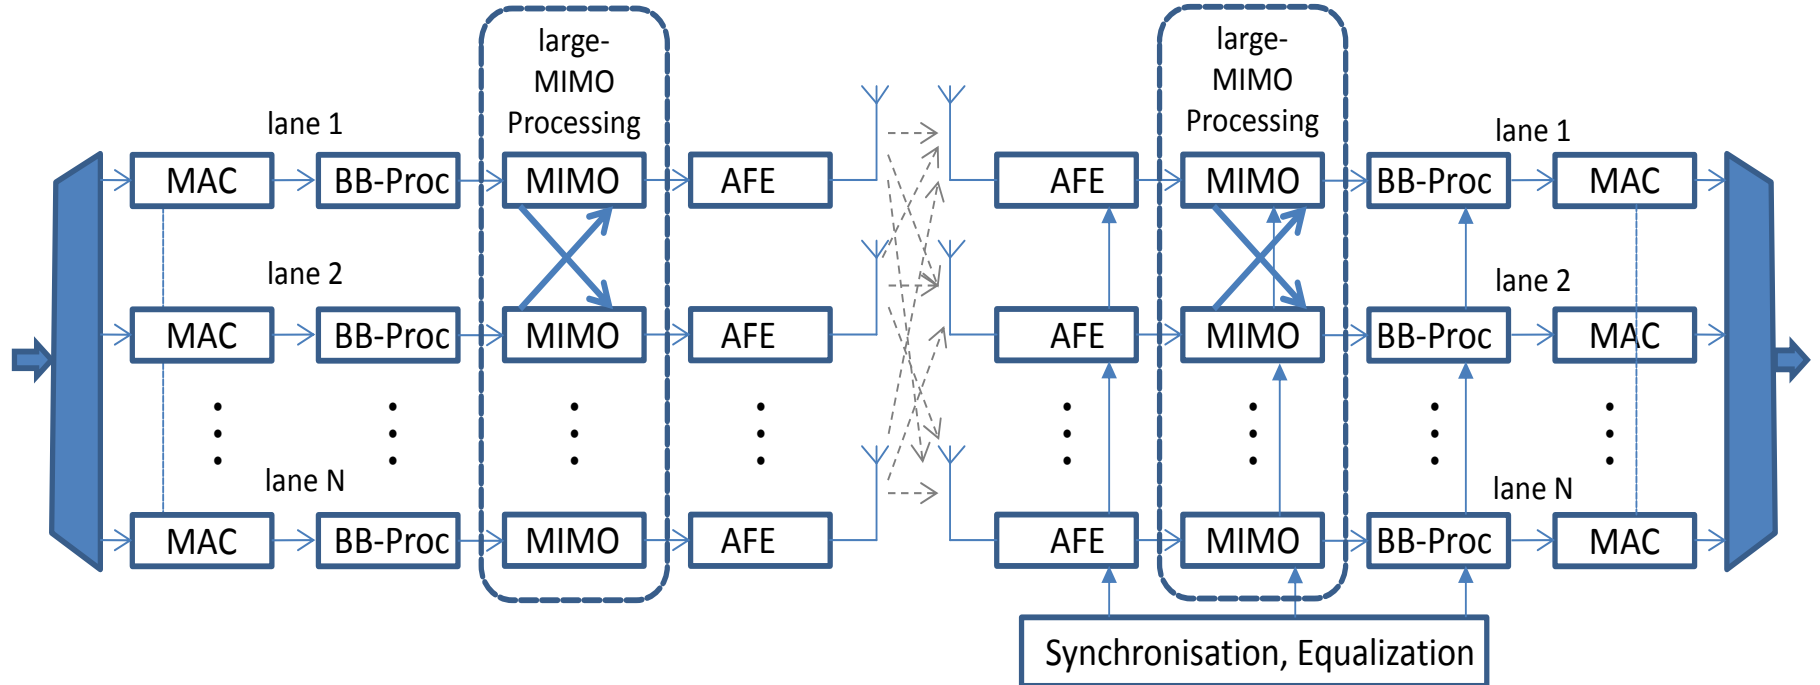 large-
MIMO
Processing
large-
MIMO
Processing
lane 1
lane 1
MAC
BB-Proc
MIMO
AFE
AFE
MIMO
BB-Proc
MAC
lane 2
lane 2
MAC
BB-Proc
MIMO
AFE
AFE
MIMO
BB-Proc
MAC
lane N
lane N
MAC
BB-Proc
MIMO
AFE
AFE
MIMO
BB-Proc
MAC
Synchronisation, Equalization